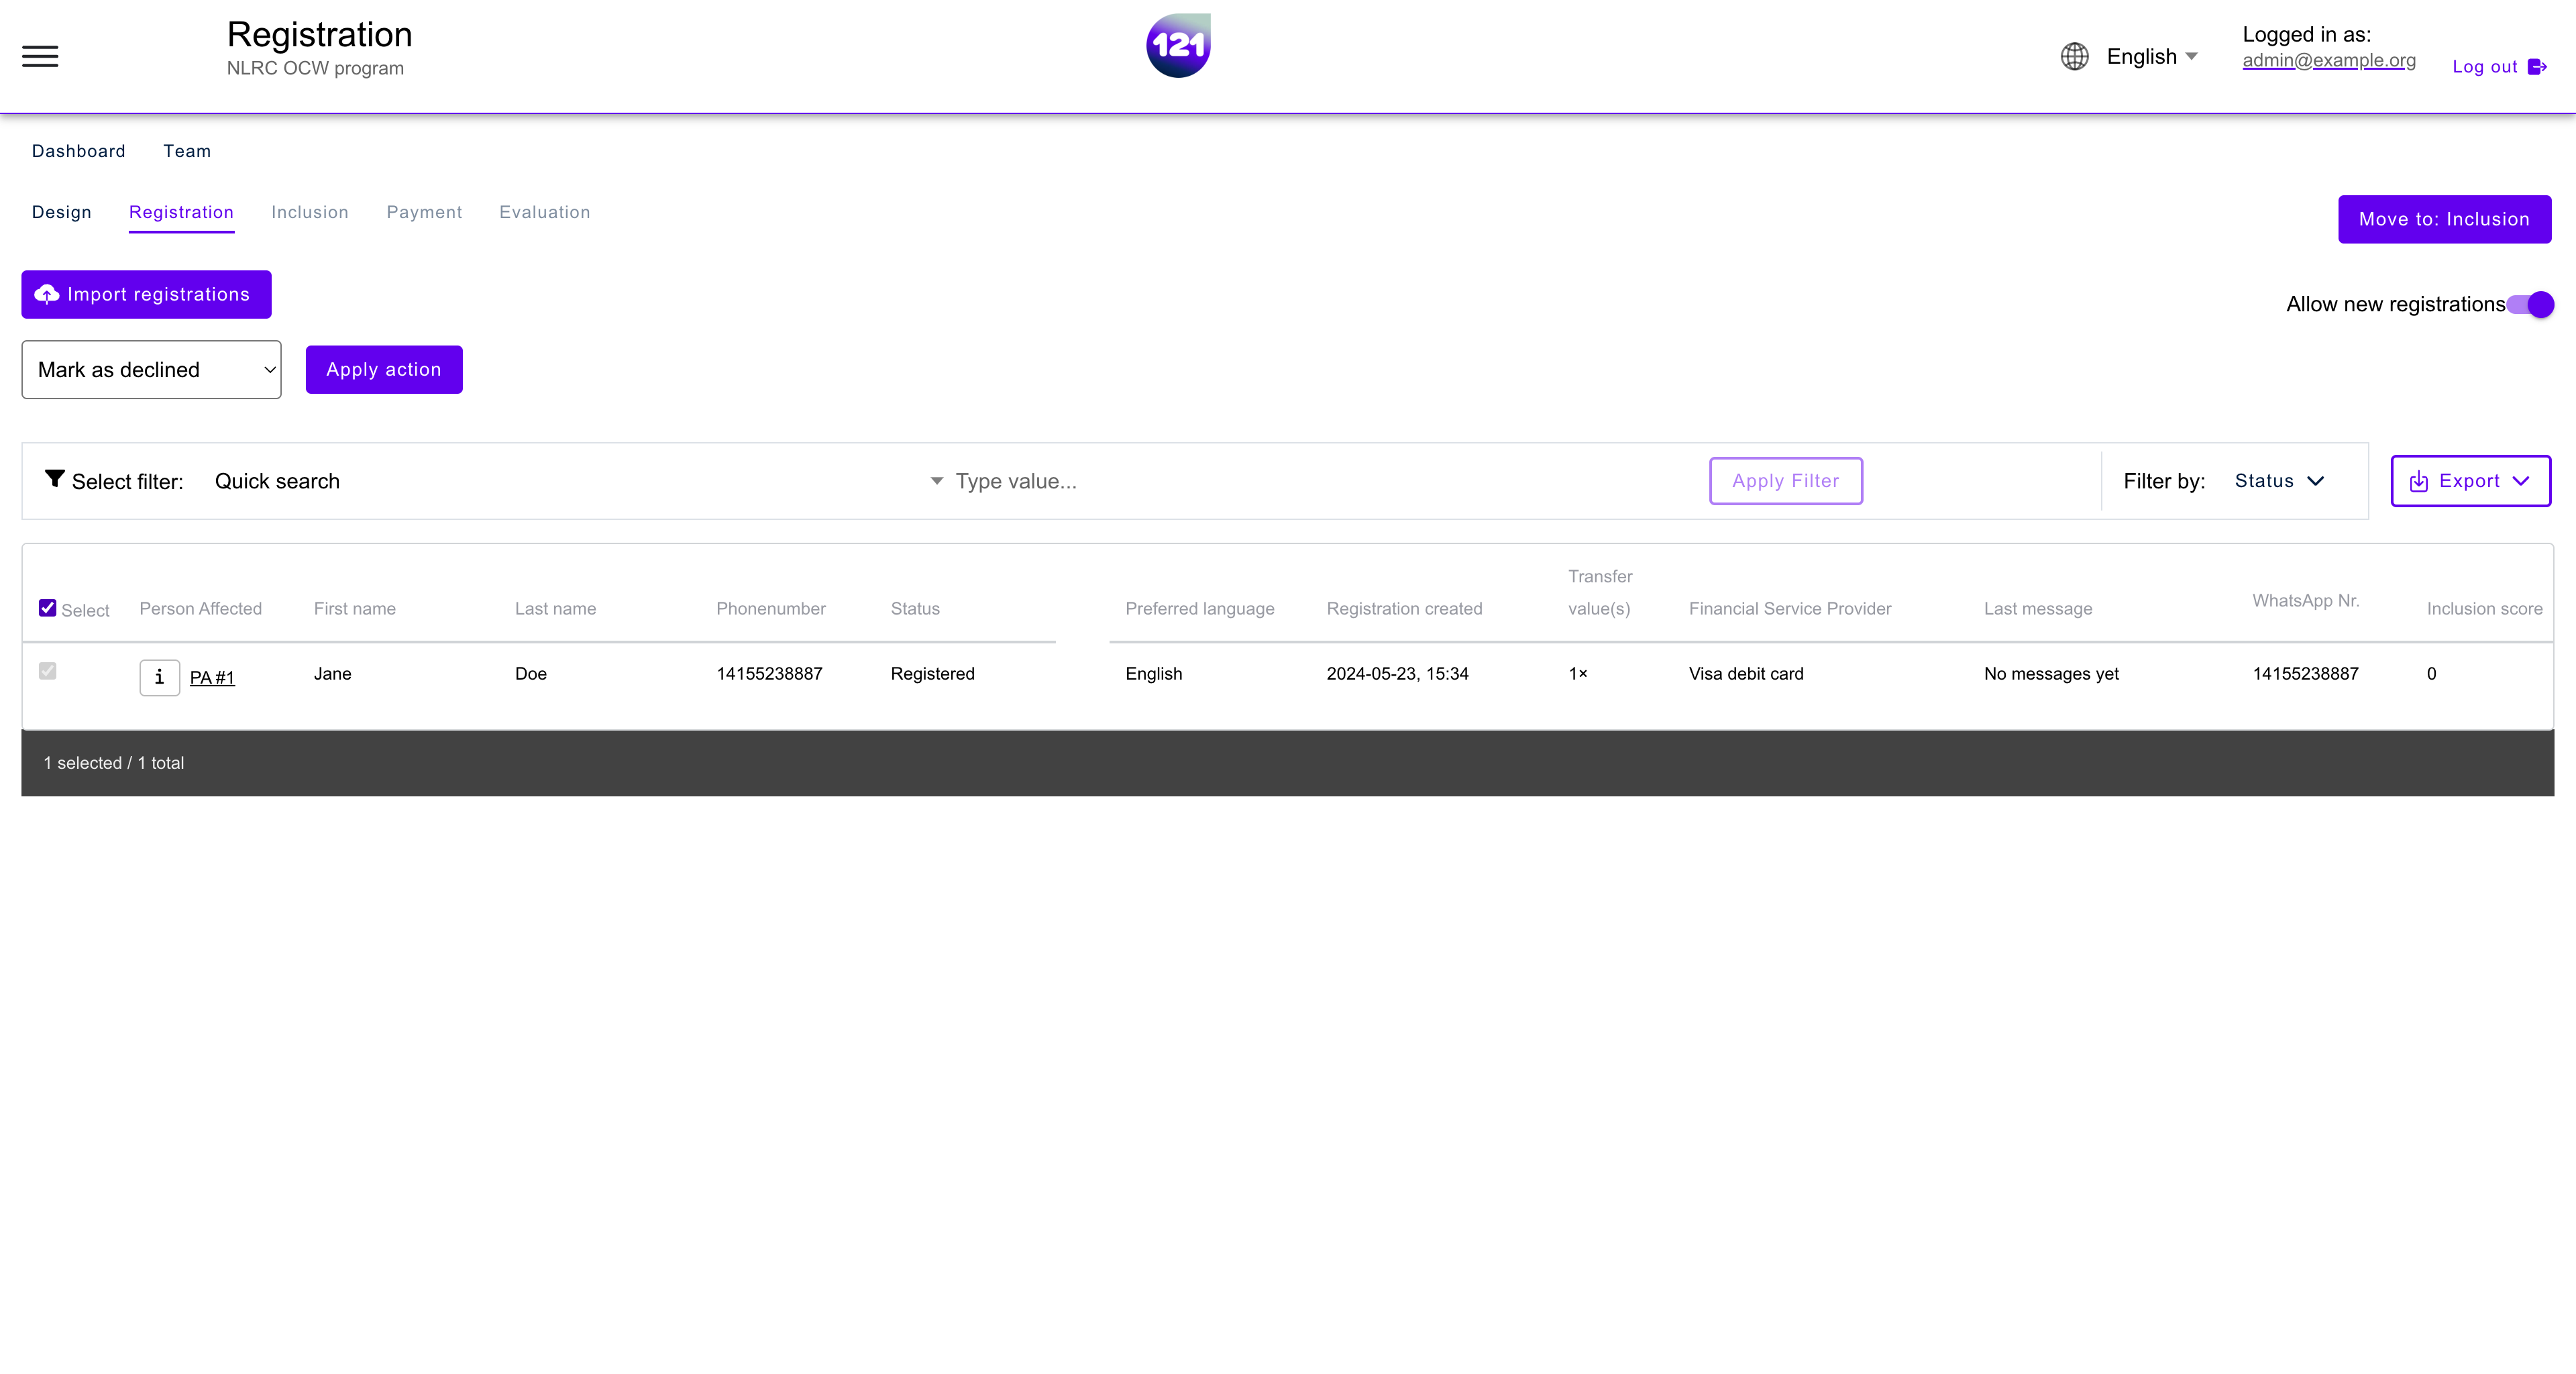 Registration
NLRC OCW program
121
English
Logged in as:
admin@example.org
Log out
Dashboard Team
Design Registration Inclusion Payment Evaluation
Move to: Inclusion
Import registrations
Allow new registrations
Mark as declined
Apply action
Select filter: Quick search Type value... Apply Filter Filter by: Status Export
Select Person Affected First name Last name Phonenumber Status Preferred language Registration created Transfer value(s) Financial Service Provider Last message WhatsApp Nr. Inclusion score
i PA #1 Jane Doe 14155238887 Registered English 2024-05-23, 15:34 1× Visa debit card No messages yet 14155238887 0
1 selected / 1 total